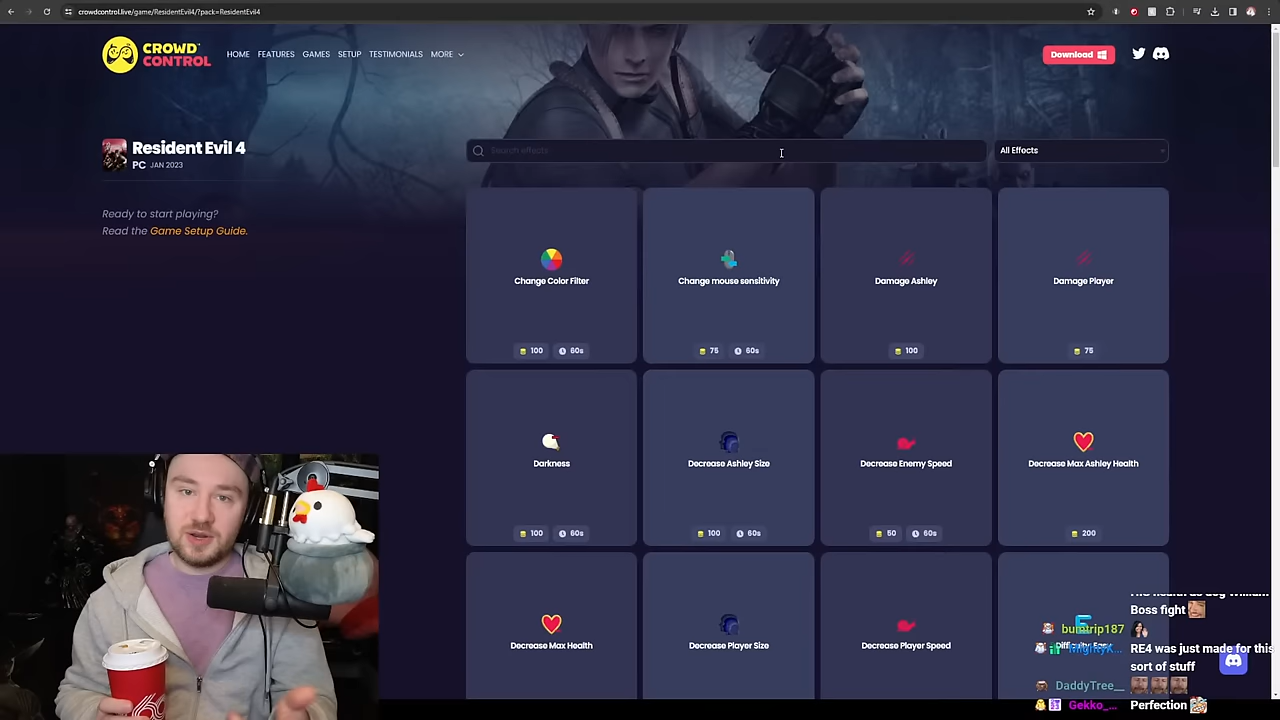 crowdcontrol.live/game/ResidentEvil4/?pack=ResidentEvil4
CROWD
CONTROL
HOME FEATURES GAMES SETUP TESTIMONIALS MORE
Download
Resident Evil 4
PC JAN 2023
Search effects
All Effects
Ready to start playing?
Read the Game Setup Guide.
Change Color Filter
100 60s
Change mouse sensitivity
75 60s
Damage Ashley
100
Damage Player
75
Darkness
100 60s
Decrease Ashley Size
100 60s
Decrease Enemy Speed
50 60s
Decrease Max Ashley Health
200
Decrease Max Health
Decrease Player Size
Decrease Player Speed
Boss fight
bumtrip187
RE4 was just made for this
sort of stuff
DaddyTree__
Gekko_... Perfection